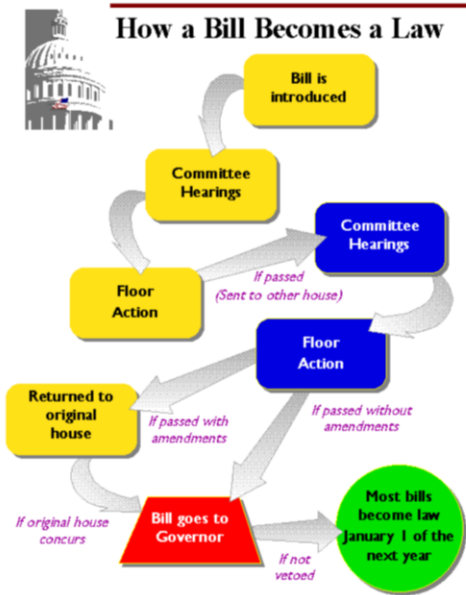 How a Bill Becomes a Law
Bill is
introduced
Committee
Hearings
Floor
Action
If passed
(Sent to other house)
Committee
Hearings
Floor
Action
If passed with
amendments
Returned to
original
house
If passed without
amendments
If original house
concurs
Bill goes to
Governor
If not
vetoed
Most bills
become law
January 1 of the
next year